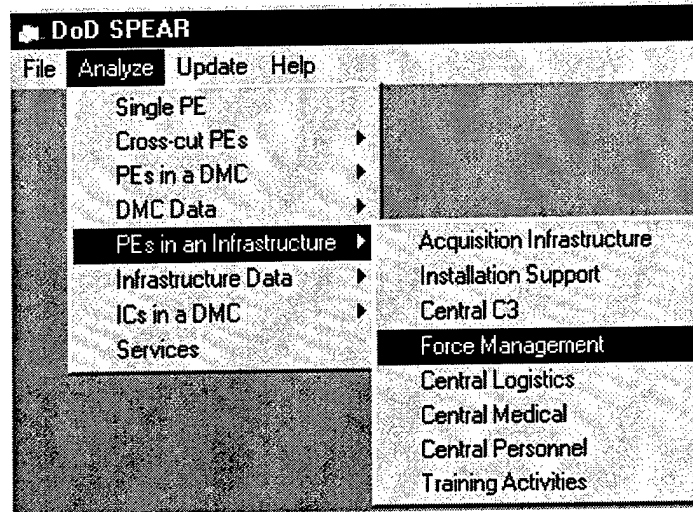 DoD SPEAR
File Analyze Update Help
Single PE
Cross-cut PEs
PEs in a DMC
DMC Data
PEs in an Infrastructure
Infrastructure Data
ICs in a DMC
Services
Acquisition Infrastructure
Installation Support
Central C3
Force Management
Central Logistics
Central Medical
Central Personnel
Training Activities